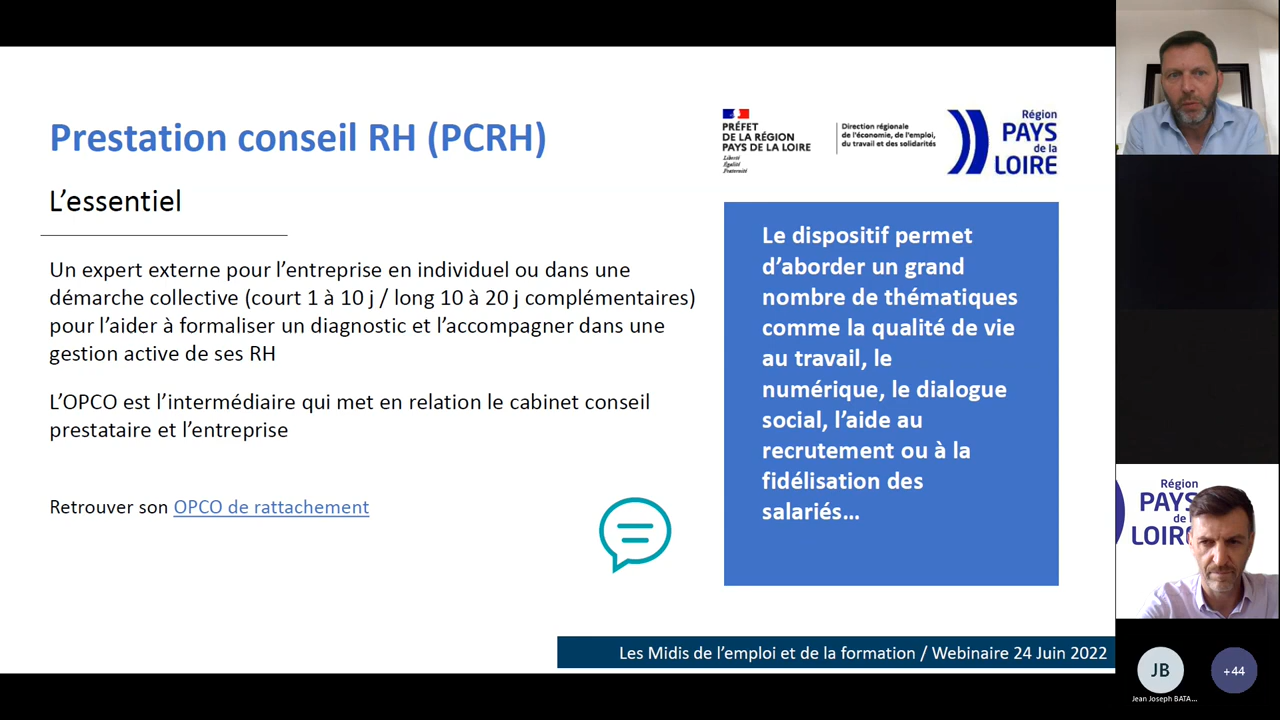 Prestation conseil RH (PCRH)
PRÉFET
DE LA RÉGION
PAYS DE LA LOIRE
Liberté
Égalité
Fraternité
Direction régionale
de l'économie, de l'emploi,
du travail et des solidarités
Région
PAYS
de la
LOIRE
L'essentiel
Un expert externe pour l'entreprise en individuel ou dans une
démarche collective (court 1 à 10 j / long 10 à 20 j complémentaires)
pour l'aider à formaliser un diagnostic et l'accompagner dans une
gestion active de ses RH
L'OPCO est l'intermédiaire qui met en relation le cabinet conseil
prestataire et l'entreprise
Retrouver son OPCO de rattachement
Le dispositif permet
d'aborder un grand
nombre de thématiques
comme la qualité de vie
au travail, le
numérique, le dialogue
social, l'aide au
recrutement ou à la
fidélisation des
salariés...
Les Midis de l'emploi et de la formation / Webinaire 24 Juin 2022
Région
PAYS
de
LOIR
JB
Jean Joseph BATA...
+44